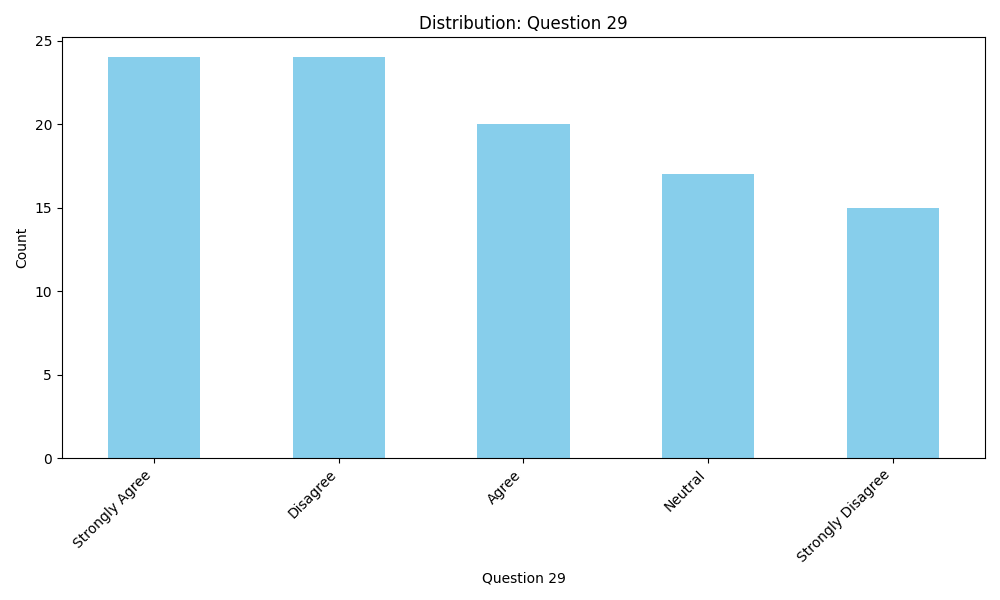 Distribution: Question 29
25
20
15
10
5
0
Count
Strongly Agree
Disagree
Agree
Neutral
Strongly Disagree
Question 29